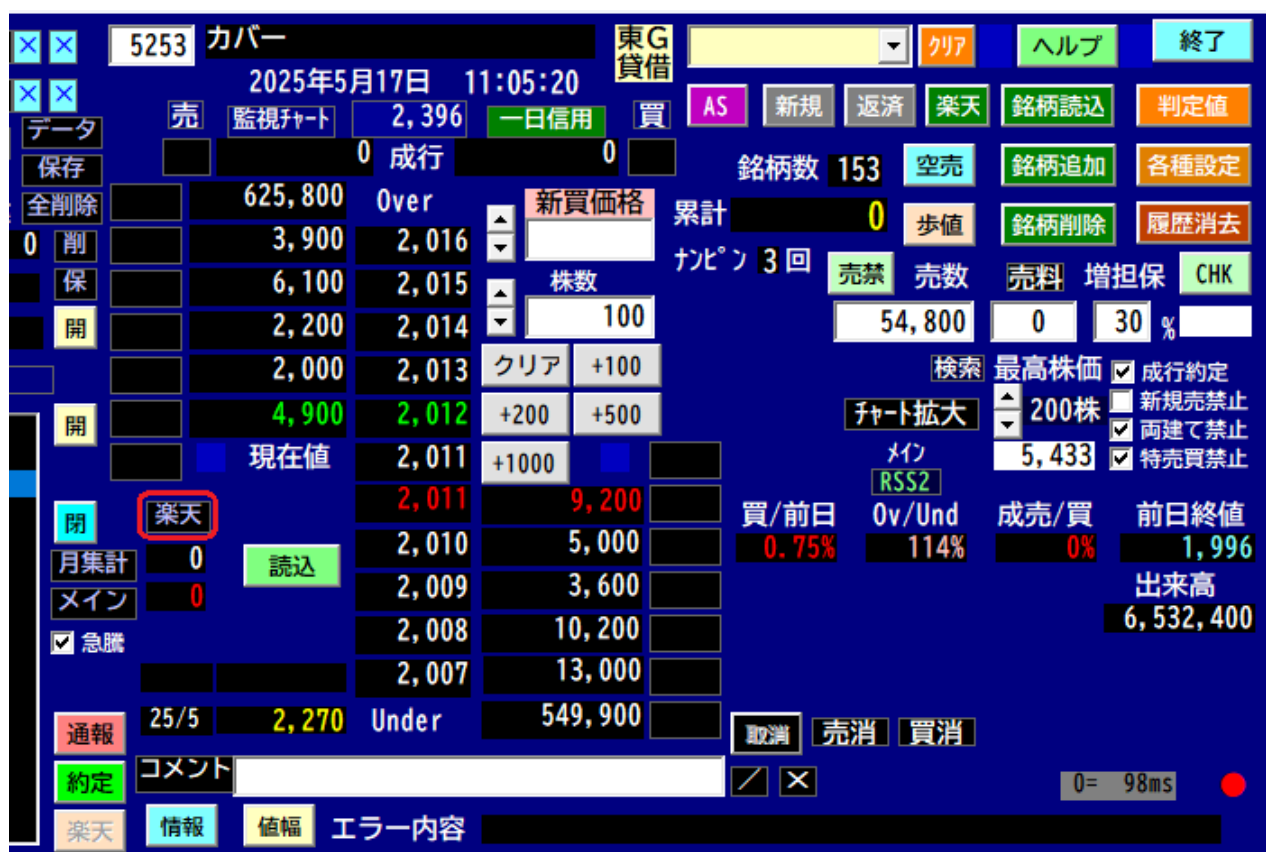 × × 5253 カバー 東G 貸借 クリア ヘルプ 終了
2025年5月17日 11:05:20
× × データ 売 監視チャート 2,396 一日信用 買 AS 新規 返済 楽天 銘柄読込 判定値
保存 0 成行 0 銘柄数 153 空売 銘柄追加 各種設定
全削除 625,800 Over 新買価格 累計 0 歩値 銘柄削除 履歴消去
0 削 3,900 2,016 ナンピン 3回 売禁 売数 売料 増担保 CHK
保 6,100 2,015 株数
開 2,200 2,014 100 54,800 0 30 %
2,000 2,013 クリア +100 検索 最高株価 成行約定
開 4,900 2,012 +200 +500 チャート拡大 200株 新規売禁止
両建て禁止
現在値 2,011 +1000 メイン 5,433 特売買禁止
RSS2
閉 楽天 2,011 9,200 買/前日 Ov/Und 成売/買 前日終値
月集計 0 読込 2,010 5,000 0.75% 114% 0% 1,996
メイン 0 2,009 3,600 出来高
急騰 2,008 10,200 6,532,400
2,007 13,000
通報 25/5 2,270 Under 549,900 取消 売消 買消
約定 コメント / × 0= 98ms
楽天 情報 値幅 エラー内容